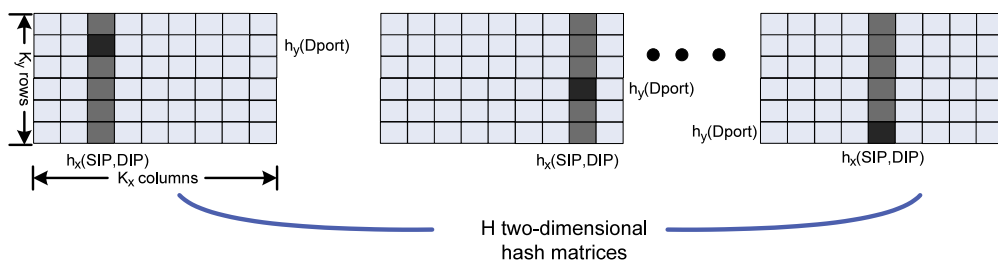 K_y rows
h_y(Dport)
h_x(SIP,DIP)
K_x columns
h_y(Dport)
h_x(SIP,DIP)
h_y(Dport)
h_x(SIP,DIP)
H two-dimensional
hash matrices